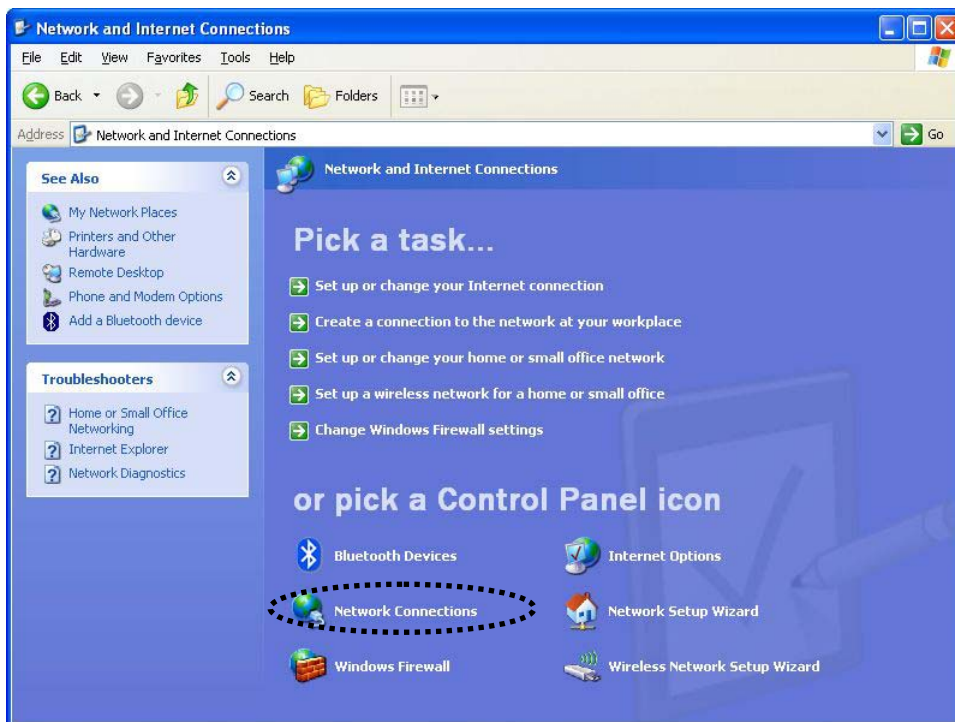 Network and Internet Connections
File Edit View Favorites Tools Help
Back Search Folders
Address Network and Internet Connections Go
See Also
My Network Places
Printers and Other
Hardware
Remote Desktop
Phone and Modem Options
Add a Bluetooth device
Troubleshooters
Home or Small Office
Networking
Internet Explorer
Network Diagnostics
Network and Internet Connections
Pick a task...
Set up or change your Internet connection
Create a connection to the network at your workplace
Set up or change your home or small office network
Set up a wireless network for a home or small office
Change Windows Firewall settings
or pick a Control Panel icon
Bluetooth Devices Internet Options
Network Connections Network Setup Wizard
Windows Firewall Wireless Network Setup Wizard